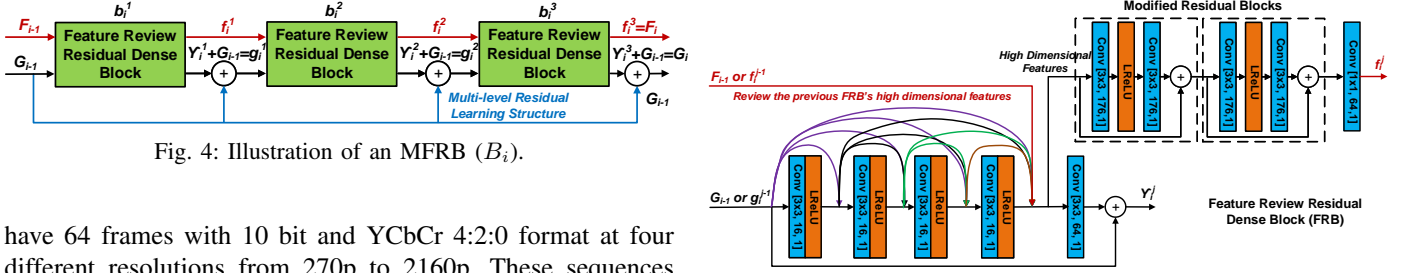 b_i^1 b_i^2 b_i^3
F_{i-1} f_i^1 f_i^2 f_i^3=F_i
Feature Review Residual Dense Block
Feature Review Residual Dense Block
Feature Review Residual Dense Block
G_{i-1} Y_i^1+G_{i-1}=g_i^1 Y_i^2+G_{i-1}=g_i^2 Y_i^3+G_{i-1}=G_i
G_{i-1}
Multi-level Residual
Learning Structure
Fig. 4: Illustration of an MFRB (B_i).
have 64 frames with 10 bit and YCbCr 4:2:0 format at four
different resolutions from 270p to 2160p. These sequences
Modified Residual Blocks
High Dimensional
Features
Conv [3x3, 176,1]
LReLU
Conv [3x3, 176,1]
Conv [3x3, 176,1]
LReLU
Conv [3x3, 176,1]
Conv [1x1, 64,1]
f_i^j
F_{i-1} or f_i^{j-1}
Review the previous FRB's high dimensional features
G_{i-1} or g_i^{j-1}
Conv [3x3, 16, 1]
LReLU
Conv [3x3, 16, 1]
LReLU
Conv [3x3, 16, 1]
LReLU
Conv [3x3, 16, 1]
LReLU
Conv [3x3, 64,1]
Y_i^j
Feature Review Residual
Dense Block (FRB)